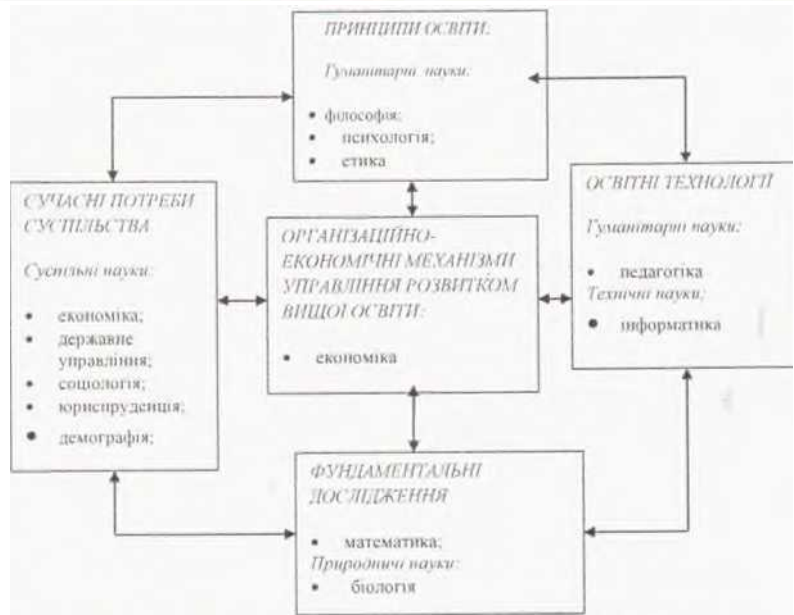 ПРИНЦИПИ ОСВІТИ:
Гуманітарні науки:
• філософія;
• психологія;
• етика
СУЧАСНІ ПОТРЕБИ
СУСПІЛЬСТВА
Суспільні науки:
• економіка;
• державне
управління;
• соціологія;
• юриспруденція;
• демографія;
ОРГАНІЗАЦІЙНО-
ЕКОНОМІЧНІ МЕХАНІЗМИ
УПРАВЛІННЯ РОЗВИТКОМ
ВИЩОЇ ОСВІТИ:
• економіка
ОСВІТНІ ТЕХНОЛОГІЇ
Гуманітарні науки:
• педагогіка
Технічні науки;
• інформатика
ФУНДАМЕНТАЛЬНІ
ДОСЛІДЖЕННЯ
• математика;
Природничі науки:
• біологія